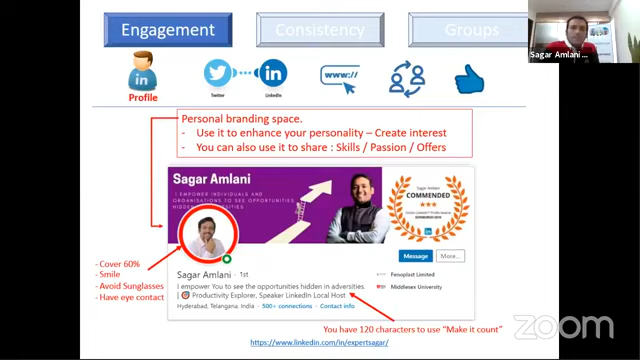 Engagement
Consistency
Groups
Sagar Amlani ...
Profile
Twitter
LinkedIn
www://
Personal branding space.
- Use it to enhance your personality – Create interest
- You can also use it to share : Skills / Passion / Offers
Sagar Amlani
I EMPOWER INDIVIDUALS AND
ORGANISATIONS TO SEE OPPORTUNITIES
HIDDEN
Sagar Amlani
COMMENDED
in
- Cover 60%
- Smile
- Avoid Sunglasses
- Have eye contact
Message
More...
Sagar Amlani · 1st
I empower You to see the opportunities hidden in adversities.
| Productivity Explorer, Speaker LinkedIn Local Host
Hyderabad, Telangana, India · 500+ connections · Contact info
Fenoplast Limited
Middlesex University
You have 120 characters to use "Make it count"
https://www.linkedin.com/in/expertsagar/
zoom